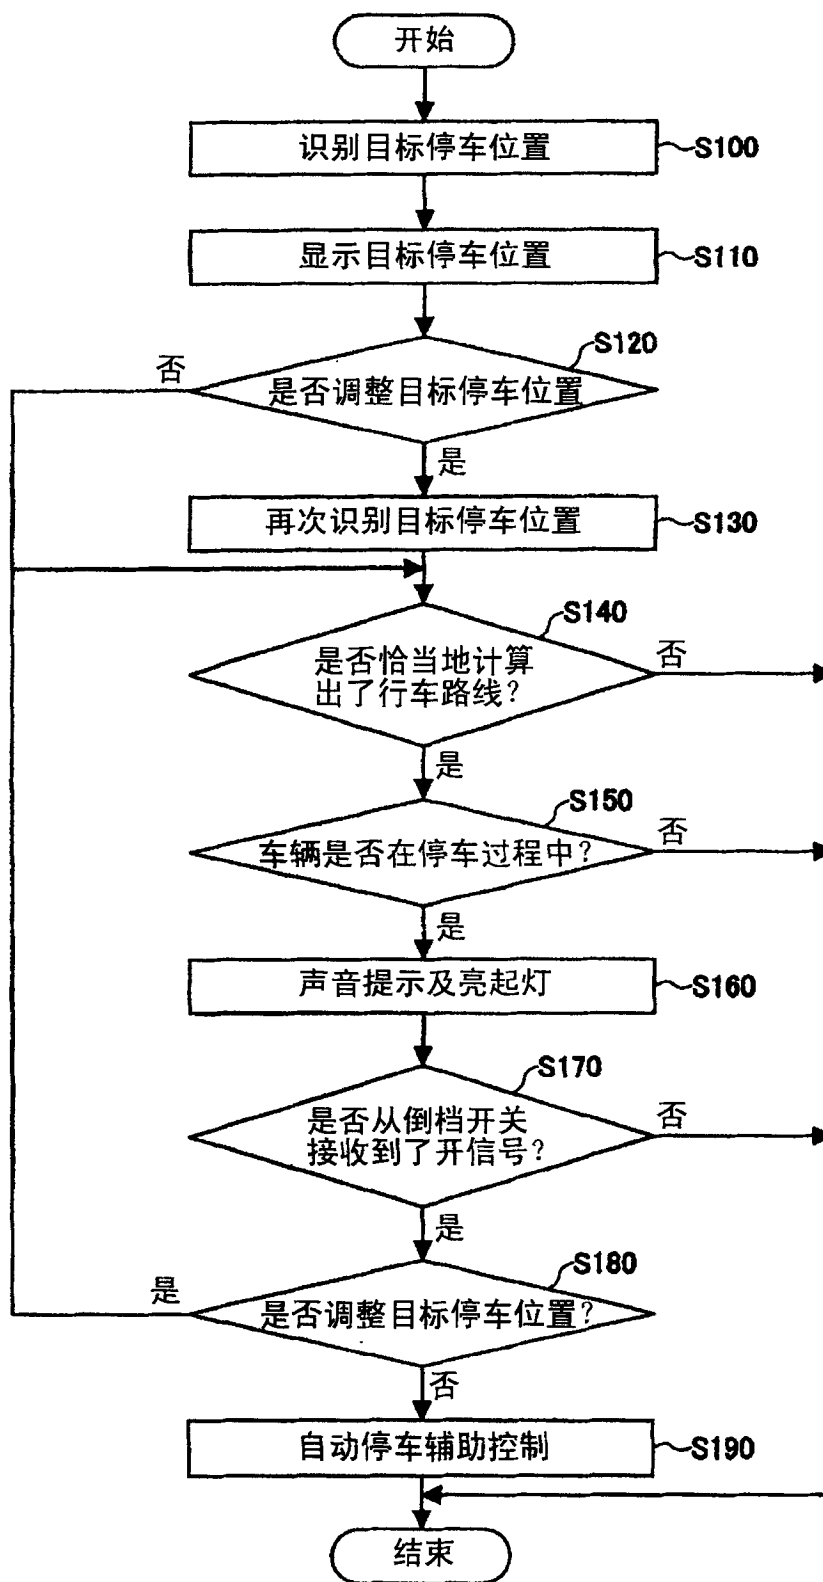 开始
识别目标停车位置
S100
显示目标停车位置
S110
S120
否
是否调整目标停车位置
是
再次识别目标停车位置
S130
S140
是否恰当地计算
出了行车路线?
否
是
S150
车辆是否在停车过程中?
否
是
声音提示及亮起灯
S160
S170
是否从倒档开关
接收到了开信号?
否
是
S180
是
是否调整目标停车位置?
否
自动停车辅助控制
S190
结束